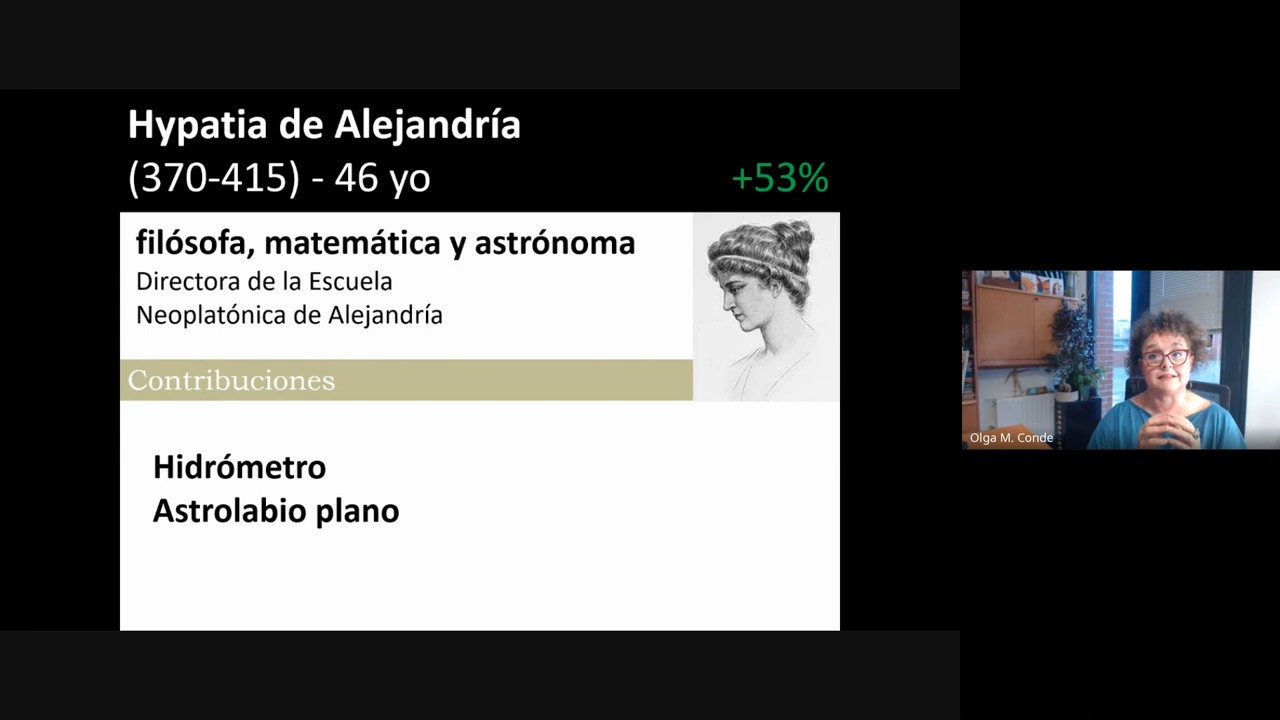 Hypatia de Alejandría
(370-415) - 46 yo
+53%
filósofa, matemática y astrónoma
Directora de la Escuela
Neoplatónica de Alejandría
Contribuciones
Hidrómetro
Astrolabio plano
Olga M. Conde